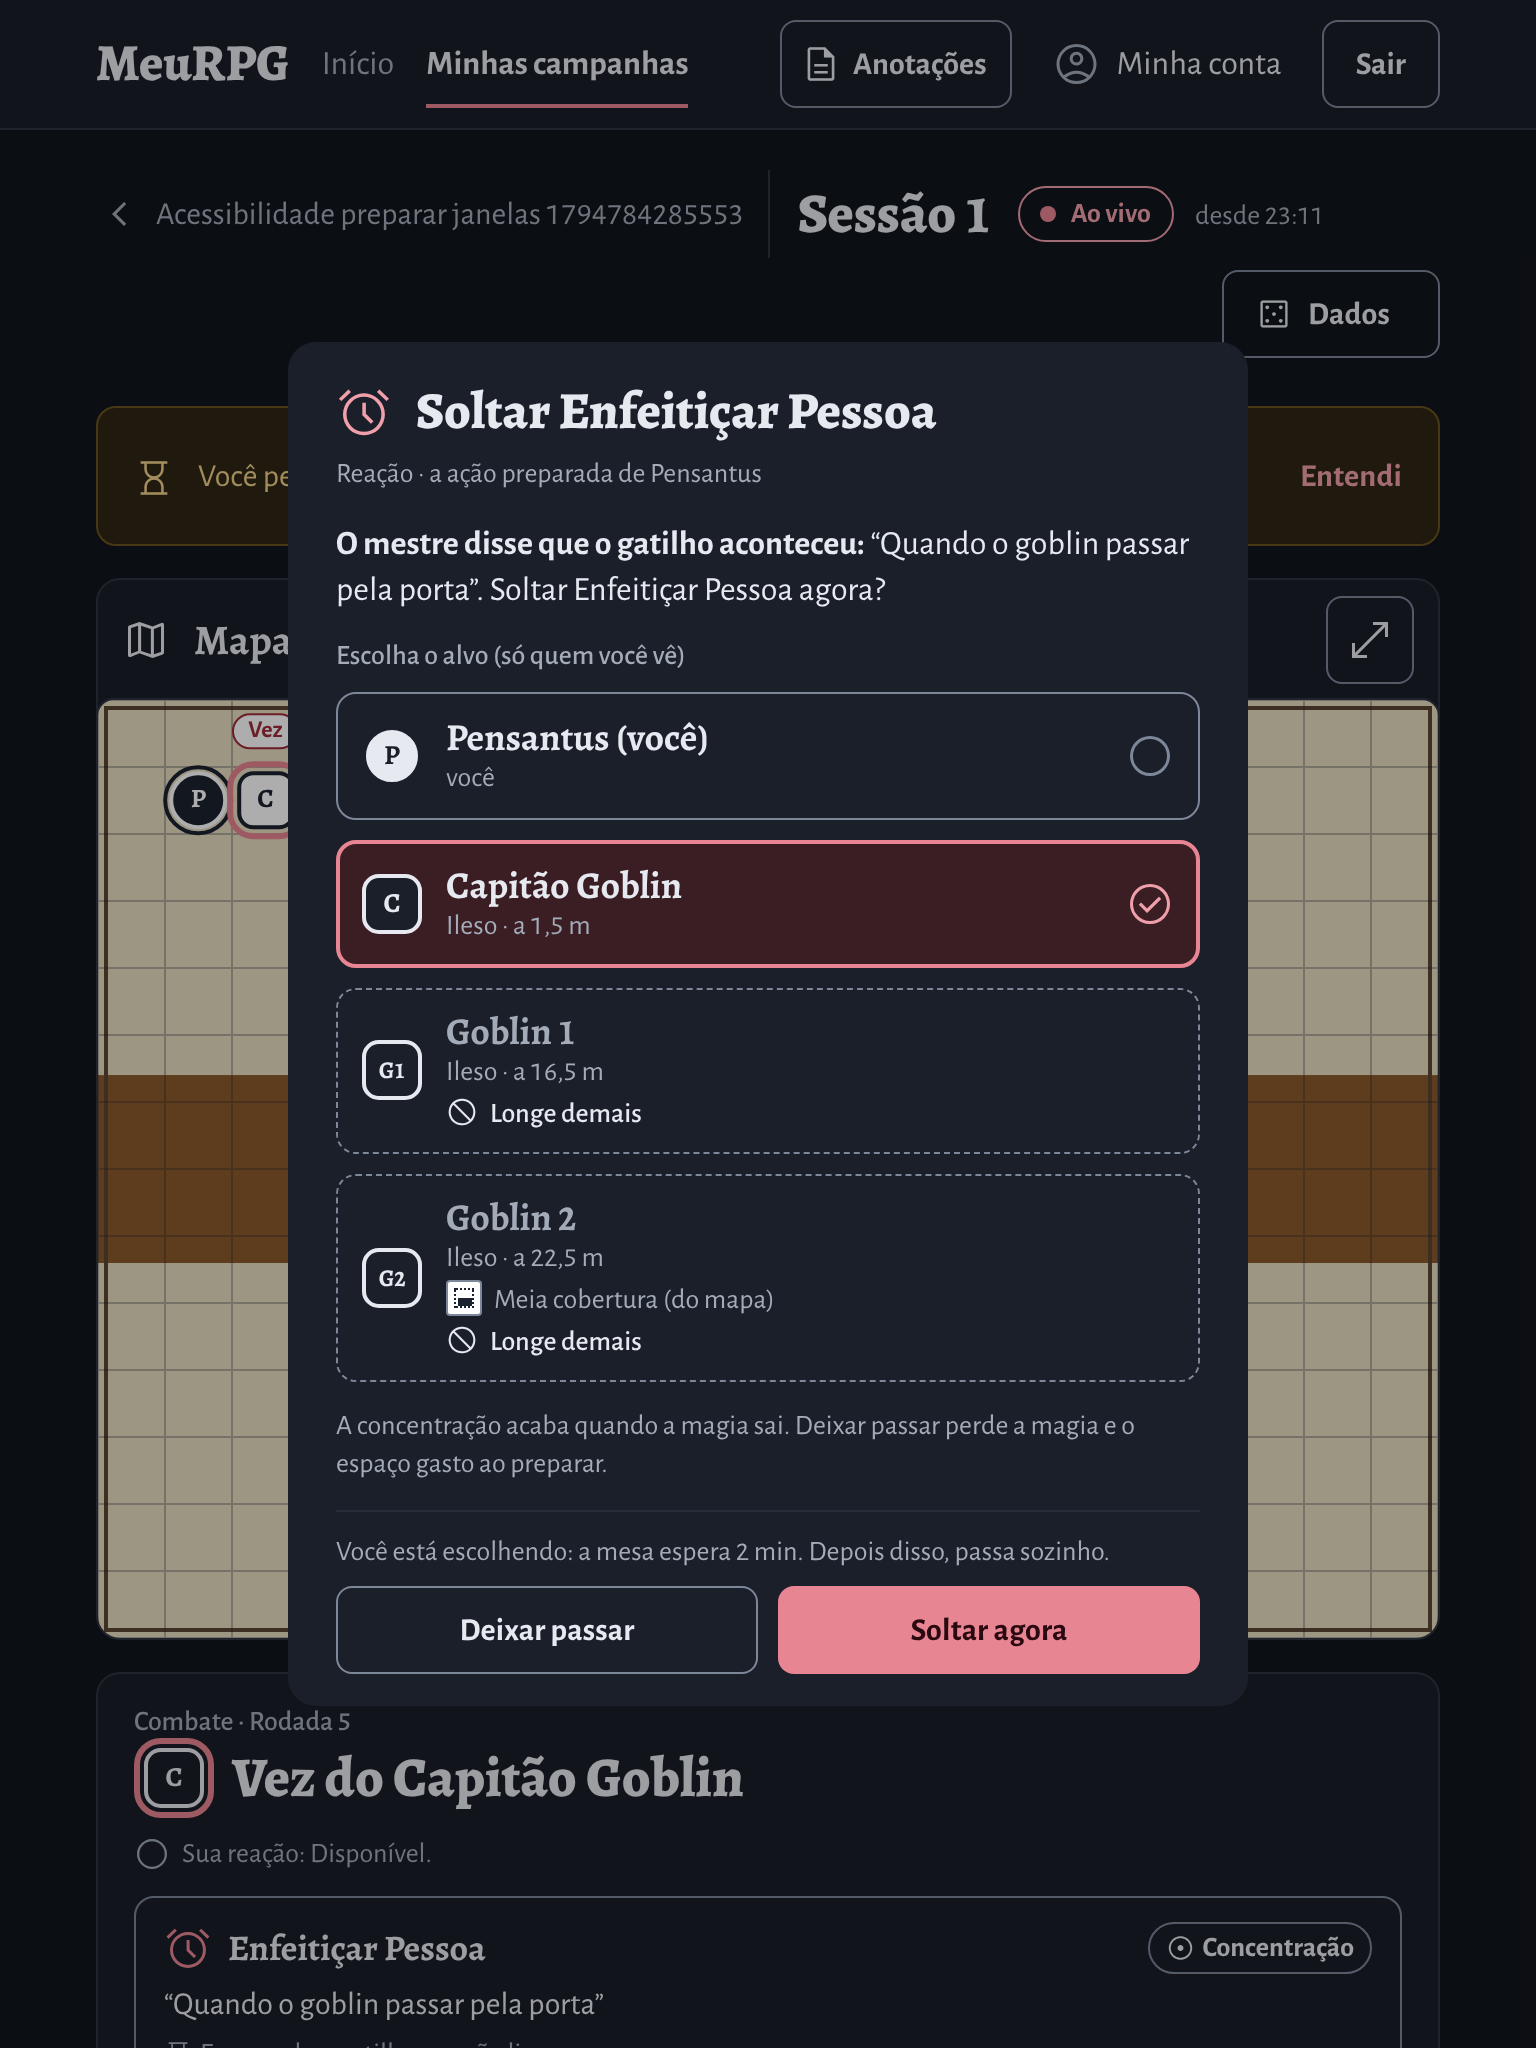 MeuRPG
Início
Minhas campanhas
Anotações
Minha conta
Sair
Acessibilidade preparar janelas 1794784285553
Sessão 1
Ao vivo
desde 23:11
Dados
Você
Entendi
Mapa
Vez
P
C
Soltar Enfeitiçar Pessoa
Reação · a ação preparada de Pensantus
O mestre disse que o gatilho aconteceu: “Quando o goblin passar
pela porta”. Soltar Enfeitiçar Pessoa agora?
Escolha o alvo (só quem você vê)
P
Pensantus (você)
você
C
Capitão Goblin
Ileso · a 1,5 m
G1
Goblin 1
Ileso · a 16,5 m
Longe demais
G2
Goblin 2
Ileso · a 22,5 m
Meia cobertura (do mapa)
Longe demais
A concentração acaba quando a magia sai. Deixar passar perde a magia e o
espaço gasto ao preparar.
Você está escolhendo: a mesa espera 2 min. Depois disso, passa sozinho.
Deixar passar
Soltar agora
Combate · Rodada 5
C
Vez do Capitão Goblin
Sua reação: Disponível.
Enfeitiçar Pessoa
Concentração
“Quando o goblin passar pela porta”